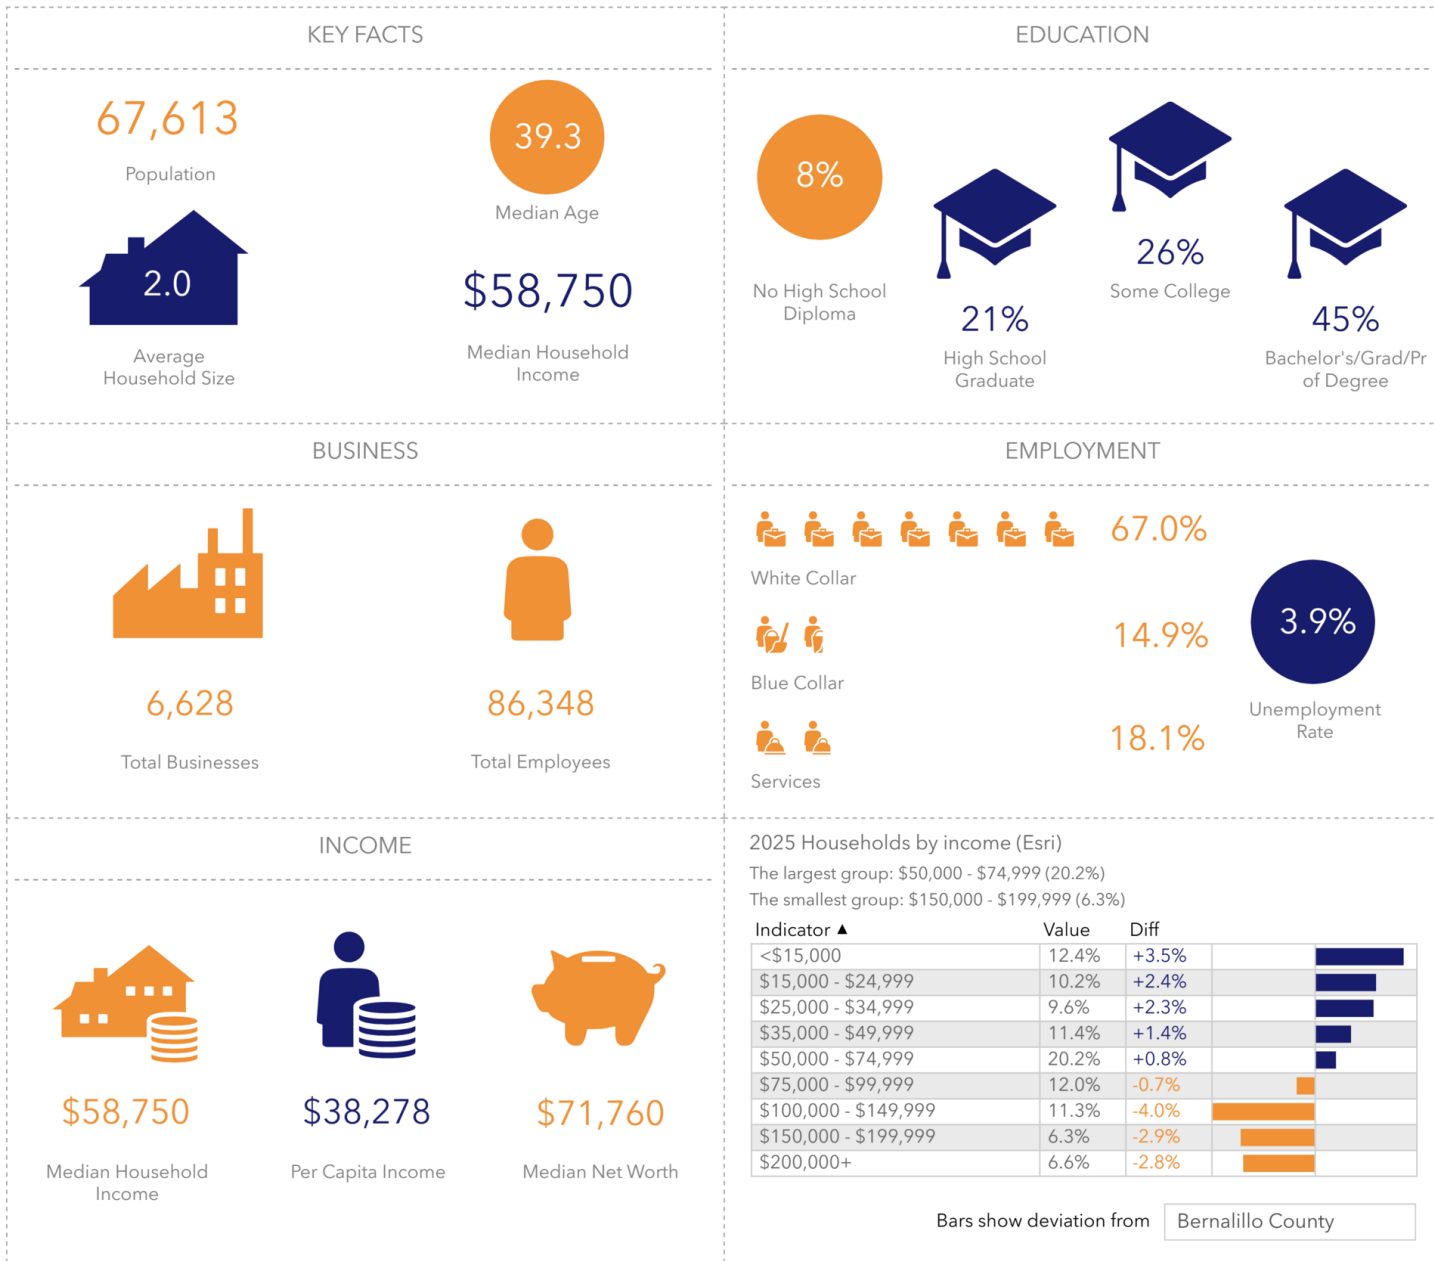 KEY FACTS
67,613
Population
39.3
Median Age
2.0
Average
Household Size
$58,750
Median Household
Income
EDUCATION
8%
No High School
Diploma
21%
High School
Graduate
26%
Some College
45%
Bachelor's/Grad/Pr
of Degree
BUSINESS
6,628
Total Businesses
86,348
Total Employees
EMPLOYMENT
67.0%
White Collar
14.9%
Blue Collar
18.1%
Services
3.9%
Unemployment
Rate
INCOME
$58,750
Median Household
Income
$38,278
Per Capita Income
$71,760
Median Net Worth
2025 Households by income (Esri)
The largest group: $50,000 - $74,999 (20.2%)
The smallest group: $150,000 - $199,999 (6.3%)
Indicator ▲ Value Diff
<$15,000 12.4% +3.5%
$15,000 - $24,999 10.2% +2.4%
$25,000 - $34,999 9.6% +2.3%
$35,000 - $49,999 11.4% +1.4%
$50,000 - $74,999 20.2% +0.8%
$75,000 - $99,999 12.0% -0.7%
$100,000 - $149,999 11.3% -4.0%
$150,000 - $199,999 6.3% -2.9%
$200,000+ 6.6% -2.8%
Bars show deviation from Bernalillo County